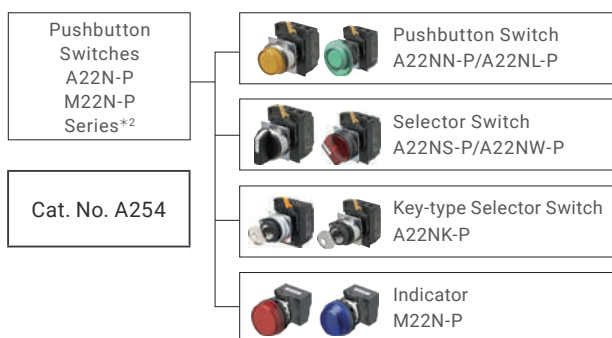 Pushbutton
Switches
A22N-P
M22N-P
Series*2
Cat. No. A254
Pushbutton Switch
A22NN-P/A22NL-P
Selector Switch
A22NS-P/A22NW-P
Key-type Selector Switch
A22NK-P
Indicator
M22N-P